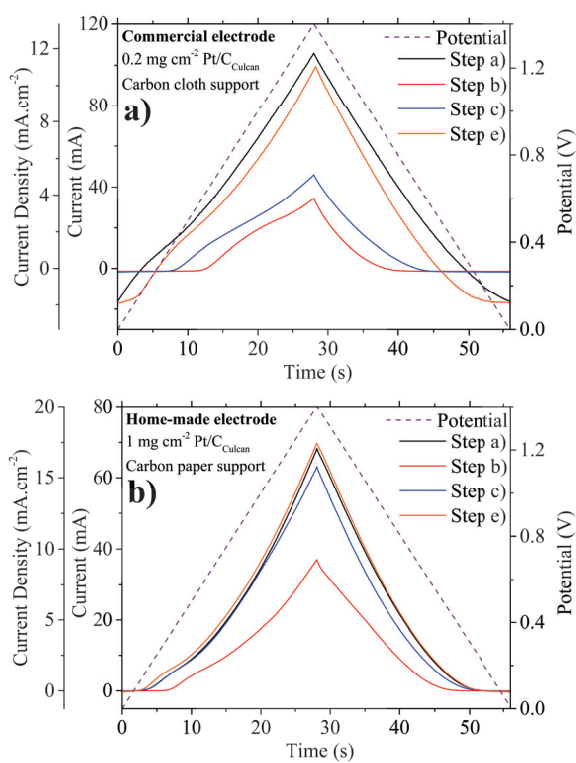 Commercial electrode
0.2 mg cm-2 Pt/CCulcan
Carbon cloth support
a)
Potential
Step a)
Step b)
Step c)
Step e)
Current Density (mA.cm-2)
12
8
4
0
Current (mA)
120
80
40
0
Potential (V)
1.2
0.8
0.4
0.0
0 10 20 30 40 50
Time (s)
Home-made electrode
1 mg cm-2 Pt/CCulcan
Carbon paper support
b)
Potential
Step a)
Step b)
Step c)
Step e)
Current Density (mA.cm-2)
20
15
10
5
0
Current (mA)
80
60
40
20
0
Potential (V)
1.2
0.8
0.4
0.0
0 10 20 30 40 50
Time (s)